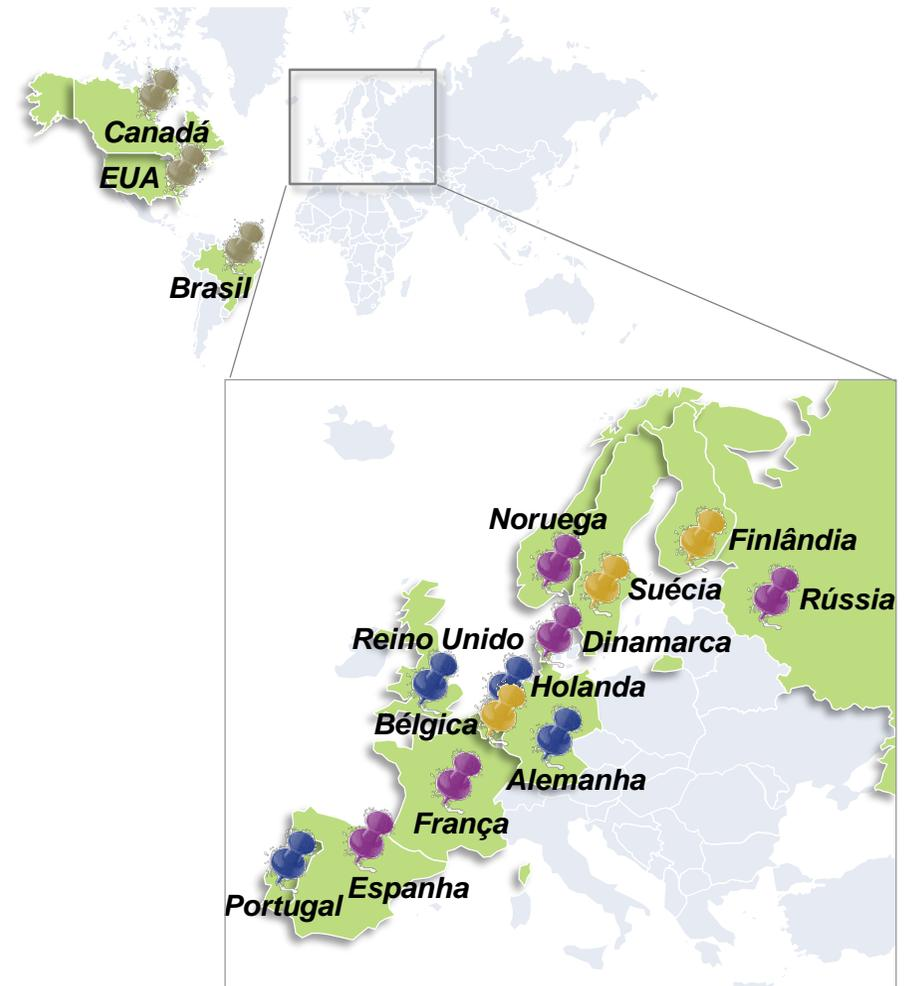 Canadá
EUA
Brasil
Noruega
Finlândia
Suécia
Rússia
Reino Unido
Dinamarca
Holanda
Bélgica
Alemanha
França
Espanha
Portugal